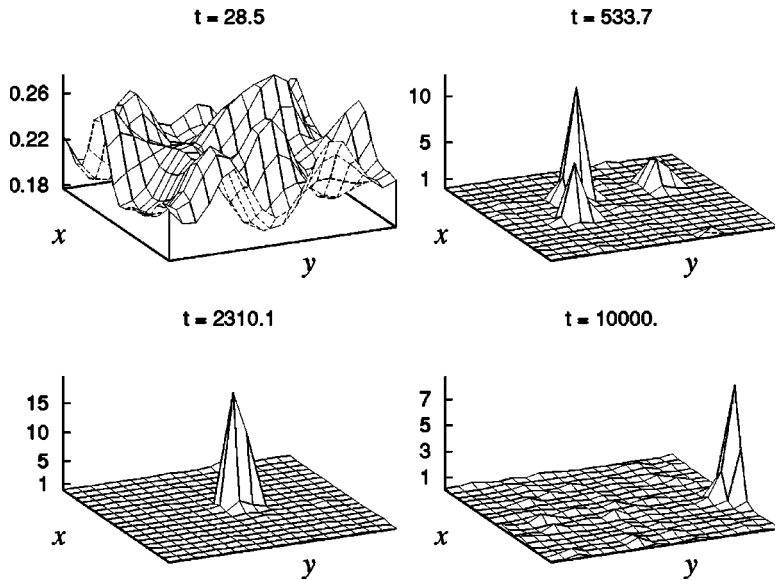 t = 28.5
0.26
0.22
0.18
x
y
t = 533.7
10
5
1
x
y
t = 2310.1
15
10
5
1
x
y
t = 10000.
7
5
3
1
x
y